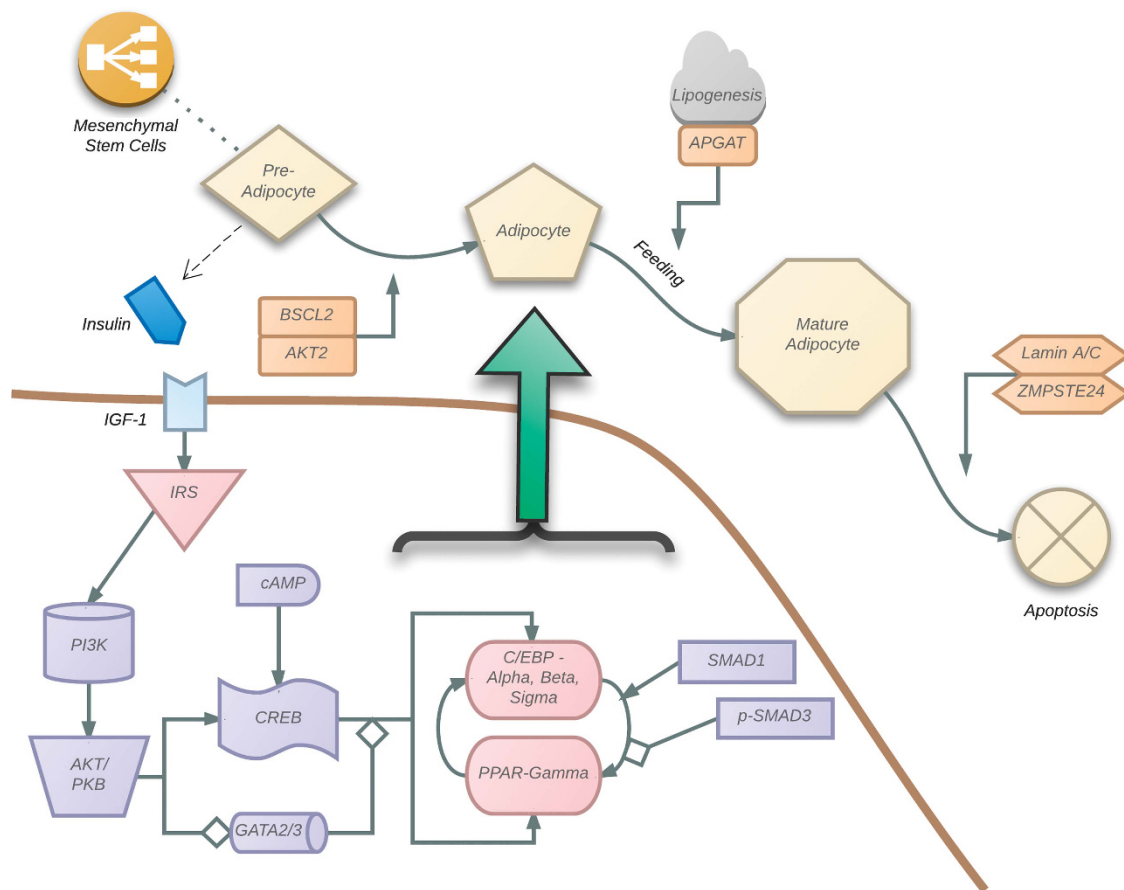 Mesenchymal
Stem Cells
Pre-
Adipocyte
Insulin
BSCL2
AKT2
Adipocyte
Lipogenesis
APGAT
Feeding
Mature
Adipocyte
Lamin A/C
ZMPSTE24
Apoptosis
IGF-1
IRS
PI3K
AKT/
PKB
cAMP
CREB
GATA2/3
C/EBP -
Alpha, Beta,
Sigma
PPAR-Gamma
SMAD1
p-SMAD3